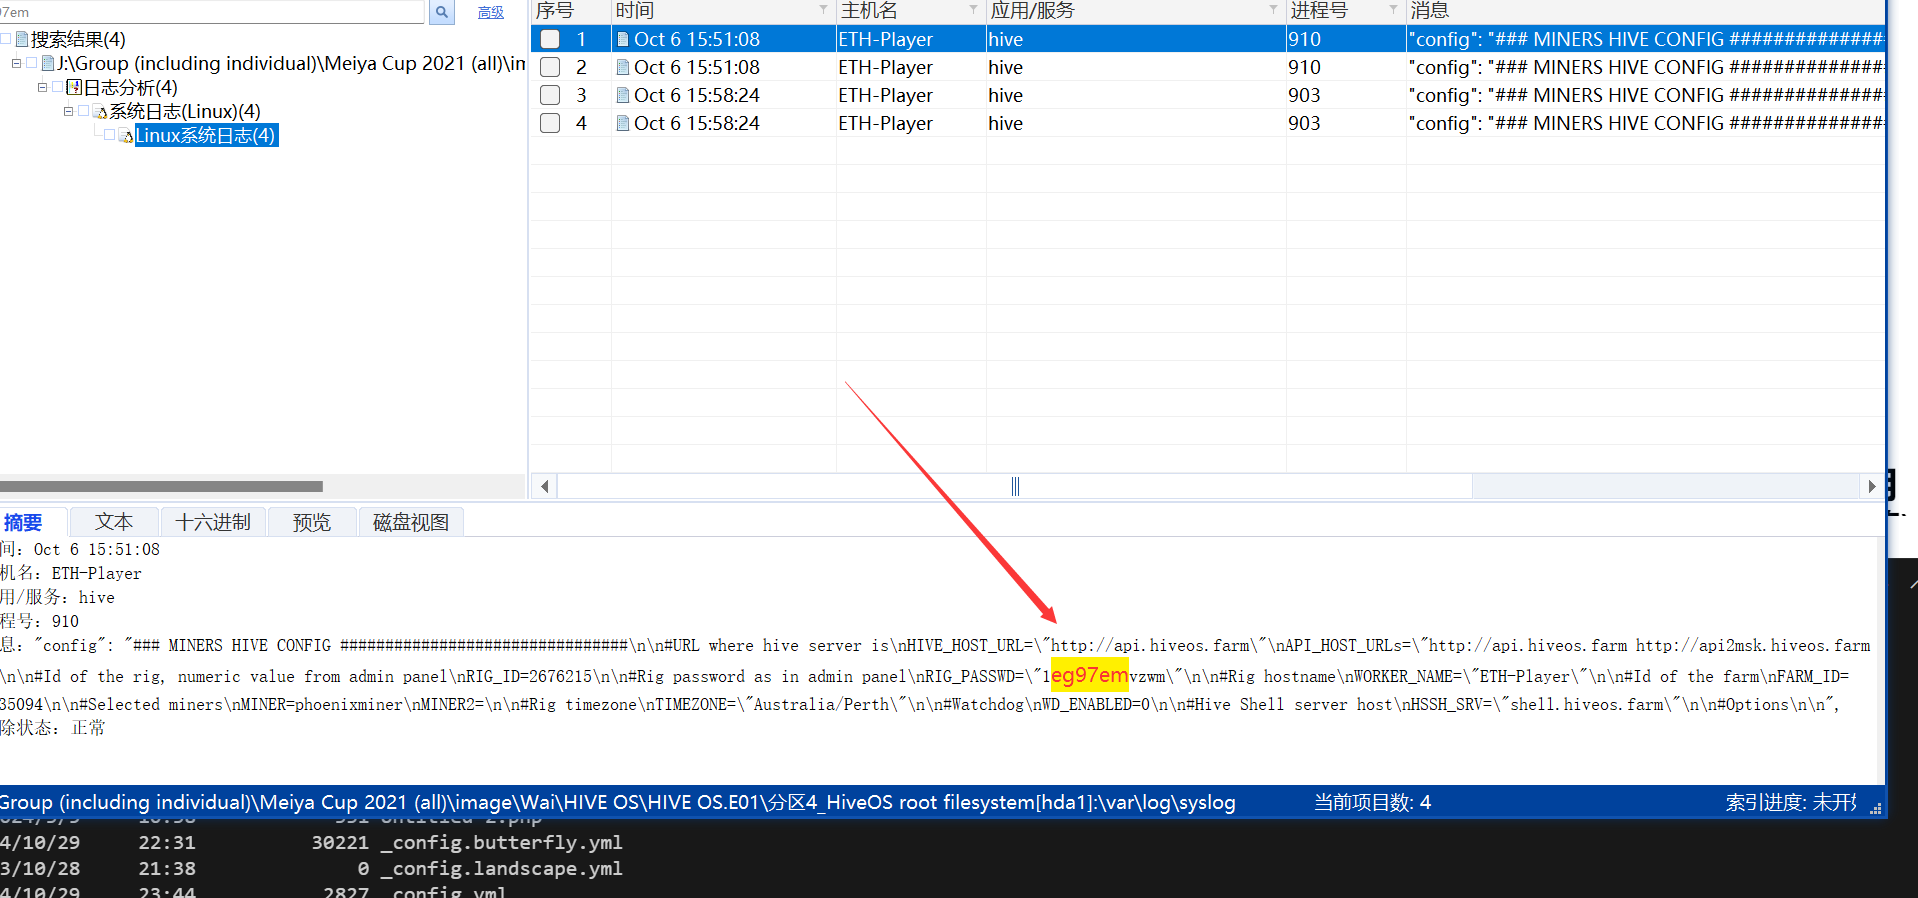 97em
高级
搜索结果(4)
J:\Group (including individual)\Meiya Cup 2021 (all)\im
日志分析(4)
系统日志(Linux)(4)
Linux系统日志(4)
序号 时间 主机名 应用/服务 进程号 消息
1 Oct 6 15:51:08 ETH-Player hive 910 "config": "### MINERS HIVE CONFIG ##############
2 Oct 6 15:51:08 ETH-Player hive 910 "config": "### MINERS HIVE CONFIG ##############
3 Oct 6 15:58:24 ETH-Player hive 903 "config": "### MINERS HIVE CONFIG ##############
4 Oct 6 15:58:24 ETH-Player hive 903 "config": "### MINERS HIVE CONFIG ##############
摘要 文本 十六进制 预览 磁盘视图
间: Oct 6 15:51:08
机名: ETH-Player
用/服务: hive
程号: 910
息: "config": "### MINERS HIVE CONFIG ################################\n\n#URL where hive server is\nHIVE_HOST_URL=\"http://api.hiveos.farm\"\nAPI_HOST_URLs=\"http://api.hiveos.farm http://api2msk.hiveos.farm
\n\n#Id of the rig, numeric value from admin panel\nRIG_ID=2676215\n\n#Rig password as in admin panel\nRIG_PASSWD=\"1eg97emvzwm\"\n\n#Rig hostname\nWORKER_NAME=\"ETH-Player\"\n\n#Id of the farm\nFARM_ID=
35094\n\n#Selected miners\nMINER=phoenixminer\nMINER2=\n\n#Rig timezone\nTIMEZONE=\"Australia/Perth\"\n\n#Watchdog\nWD_ENABLED=0\n\n#Hive Shell server host\nHSSH_SRV=\"shell.hiveos.farm\"\n\n#Options\n\n",
除状态: 正常
Group (including individual)\Meiya Cup 2021 (all)\image\Wai\HIVE OS\HIVE OS.E01\分区4_HiveOS root filesystem[hda1]:\var\log\syslog 当前项目数: 4 索引进度: 未开
4/10/29 22:31 30221 _config.butterfly.yml
3/10/28 21:38 0 _config.landscape.yml
4/10/29 23:44 2827 _config.yml